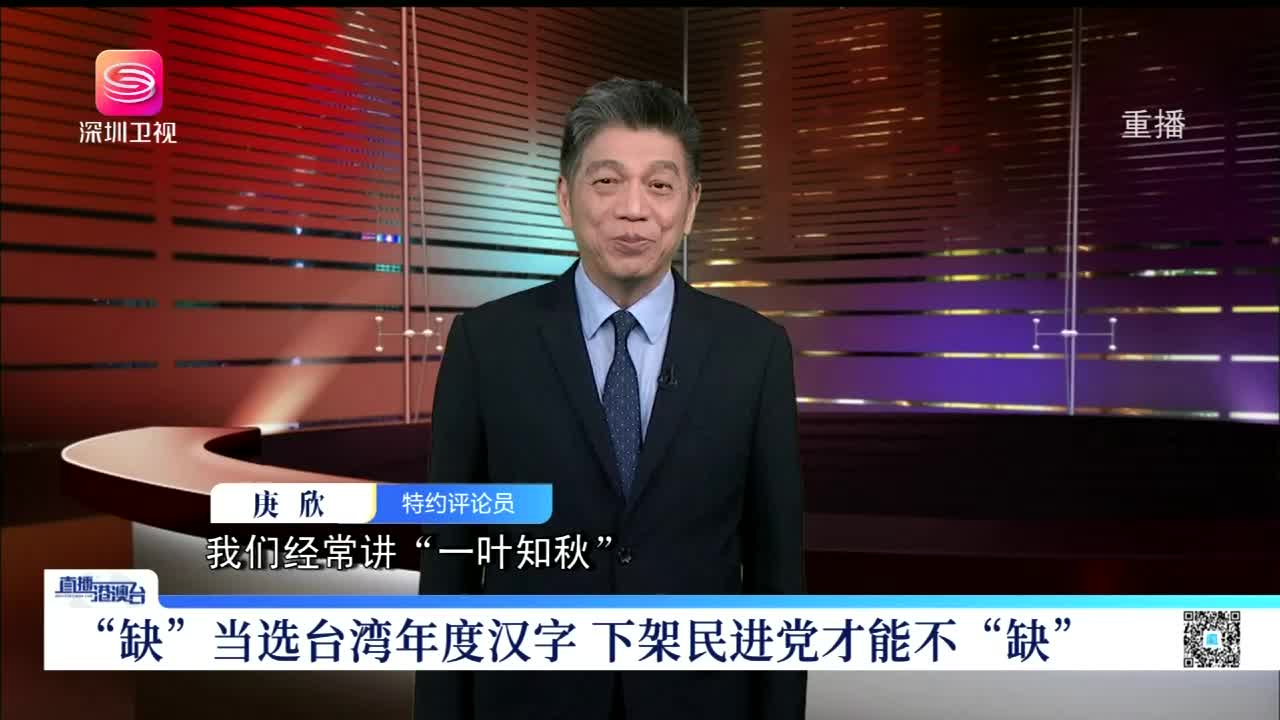 深圳卫视
重播
庚欣
特约评论员
我们经常讲“一叶知秋”
直播港澳台
“缺”当选台湾年度汉字 下架民进党才能不“缺”